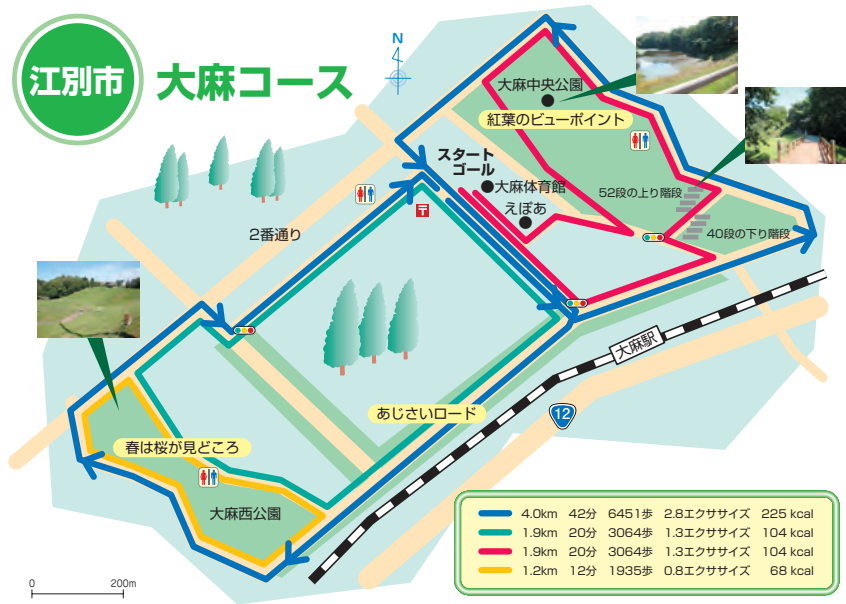 江別市
大麻コース
N
大麻中央公園
紅葉のビューポイント
スタート
ゴール
大麻体育館
えぽあ
52段の上り階段
40段の下り階段
〒
2番通り
大麻駅
12
あじさいロード
春は桜が見どころ
大麻西公園
4.0km 42分 6451歩 2.8エクササイズ 225 kcal
1.9km 20分 3064歩 1.3エクササイズ 104 kcal
1.9km 20分 3064歩 1.3エクササイズ 104 kcal
1.2km 12分 1935歩 0.8エクササイズ 68 kcal
0 200m